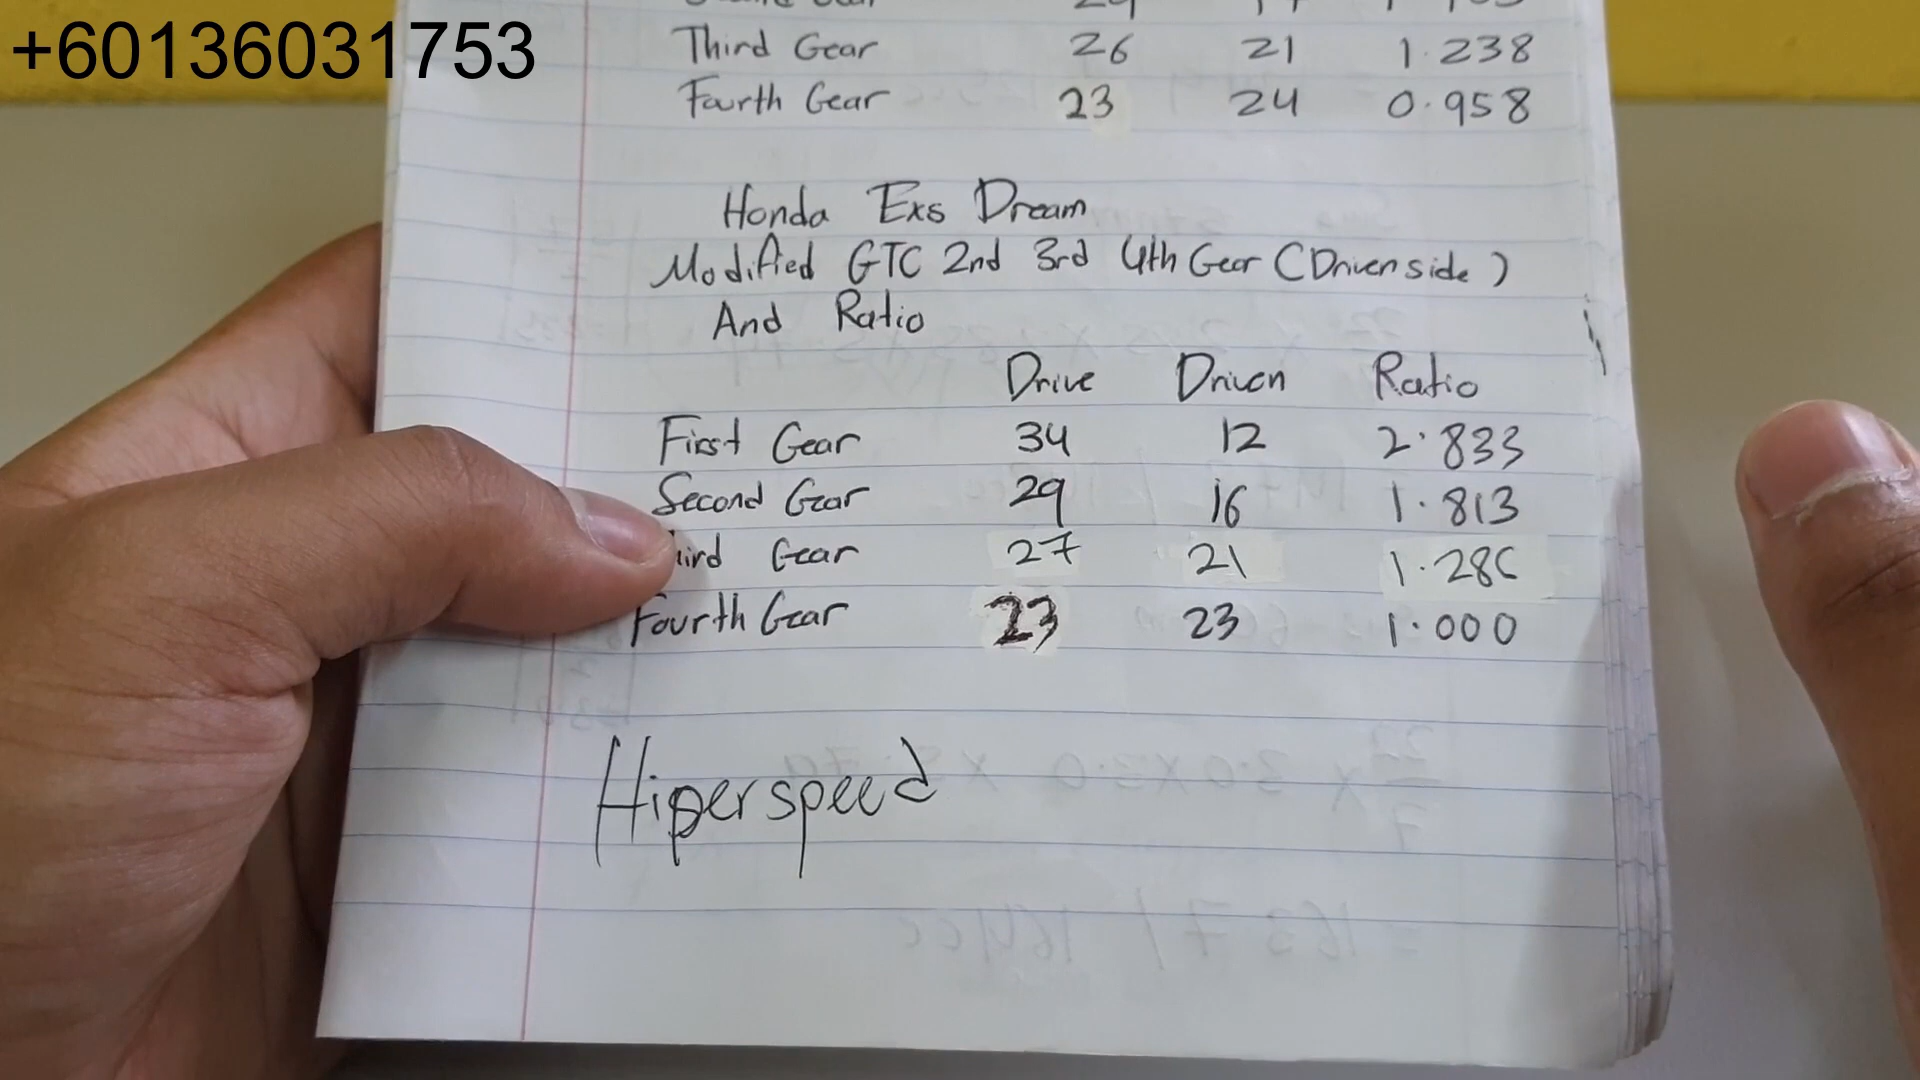 +60136031753
Third Gear 26 21 1.238
Fourth Gear 23 24 0.958
Honda Exs Dream
Modified GTC 2nd 3rd 4th Gear (Driven side)
And Ratio
Drive Driven Ratio
First Gear 34 12 2.833
Second Gear 29 16 1.813
hird Gear 27 21 1.286
Fourth Gear 23 23 1.000
Hiperspeed